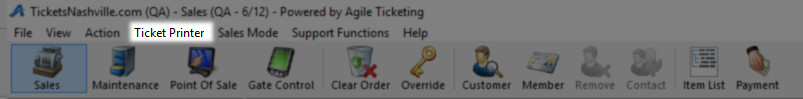 TicketsNashville.com (QA) - Sales (QA - 6/12) - Powered by Agile Ticketing
File View Action Ticket Printer Sales Mode Support Functions Help
Sales Maintenance Point Of Sale Gate Control Clear Order Override Customer Member Remove Contact Item List Payment